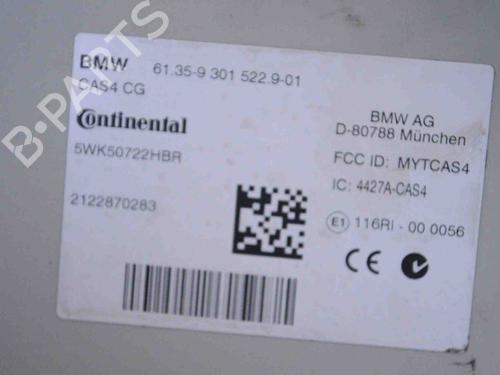 B-PARTS
BMW 61.35-9 301 522.9-01
CAS4 CG
Continental
5WK50722HBR
2122870283
BMW AG
D-80788 München
FCC ID: MYTCAS4
IC: 4427A-CAS4
E1 116RI - 00 0056
CE